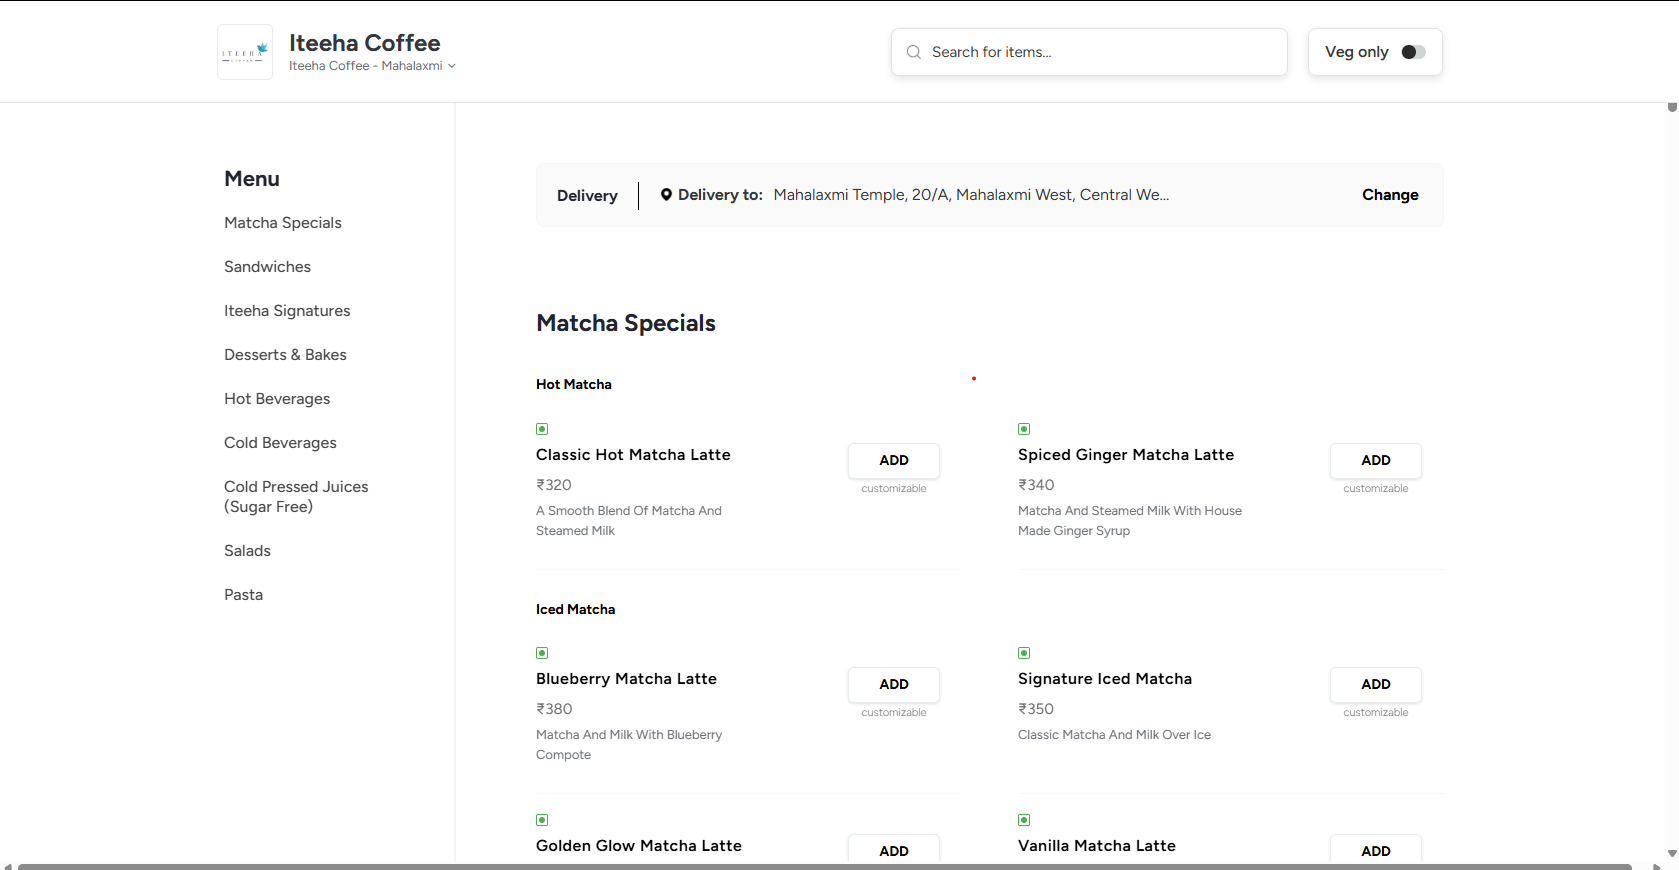 ITEEHA
COFFEE
Iteeha Coffee
Iteeha Coffee - Mahalaxmi
Search for items...
Veg only
Menu
Matcha Specials
Sandwiches
Iteeha Signatures
Desserts & Bakes
Hot Beverages
Cold Beverages
Cold Pressed Juices
(Sugar Free)
Salads
Pasta
Delivery
Delivery to: Mahalaxmi Temple, 20/A, Mahalaxmi West, Central We...
Change
Matcha Specials
Hot Matcha
Classic Hot Matcha Latte
₹320
A Smooth Blend Of Matcha And
Steamed Milk
ADD
customizable
Spiced Ginger Matcha Latte
₹340
Matcha And Steamed Milk With House
Made Ginger Syrup
ADD
customizable
Iced Matcha
Blueberry Matcha Latte
₹380
Matcha And Milk With Blueberry
Compote
ADD
customizable
Signature Iced Matcha
₹350
Classic Matcha And Milk Over Ice
ADD
customizable
Golden Glow Matcha Latte
ADD
Vanilla Matcha Latte
ADD